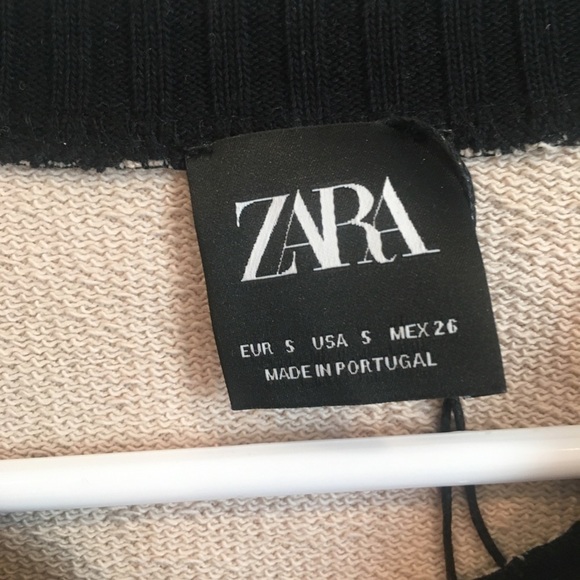 ZARA
EUR S USA S MEX 26
MADE IN PORTUGAL